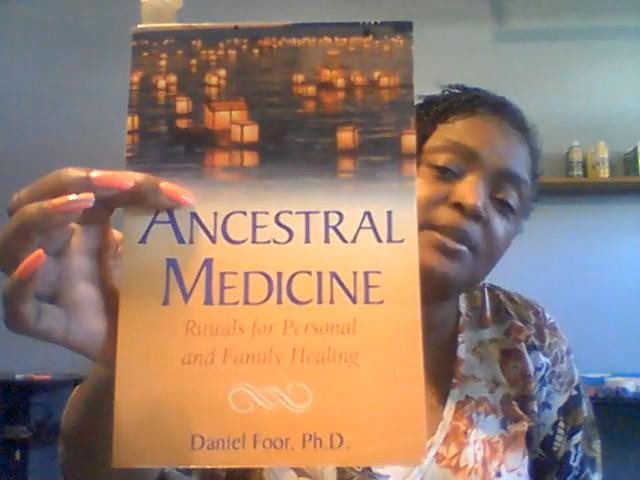 ANCESTRAL
MEDICINE
Rituals for Personal
and Family Healing
Daniel Foor, Ph.D.